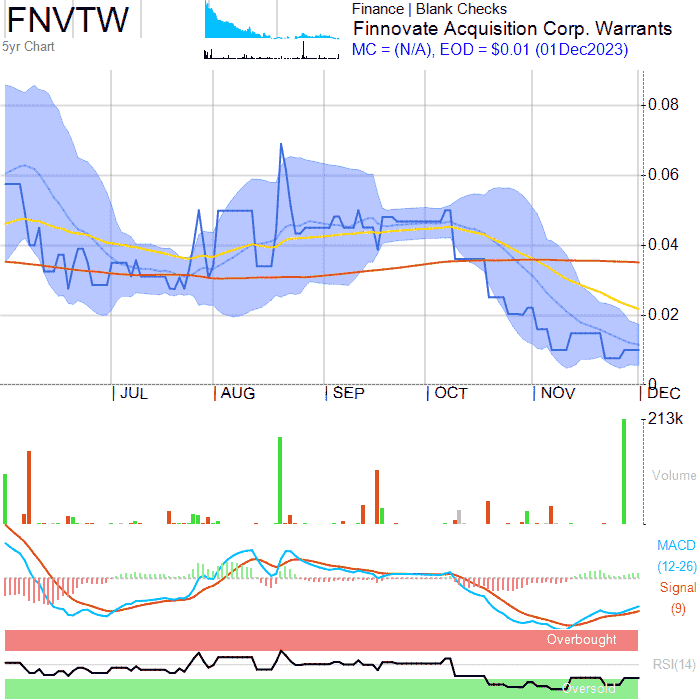 FNVTW
5yr Chart
Finance | Blank Checks
Finnovate Acquisition Corp. Warrants
MC = (N/A), EOD = $0.01 (01Dec2023)
0.08
0.06
0.04
0.02
0
JUL AUG SEP OCT NOV DEC
213k
Volume
MACD
(12-26)
Signal
(9)
Overbought
RSI(14)
Oversold